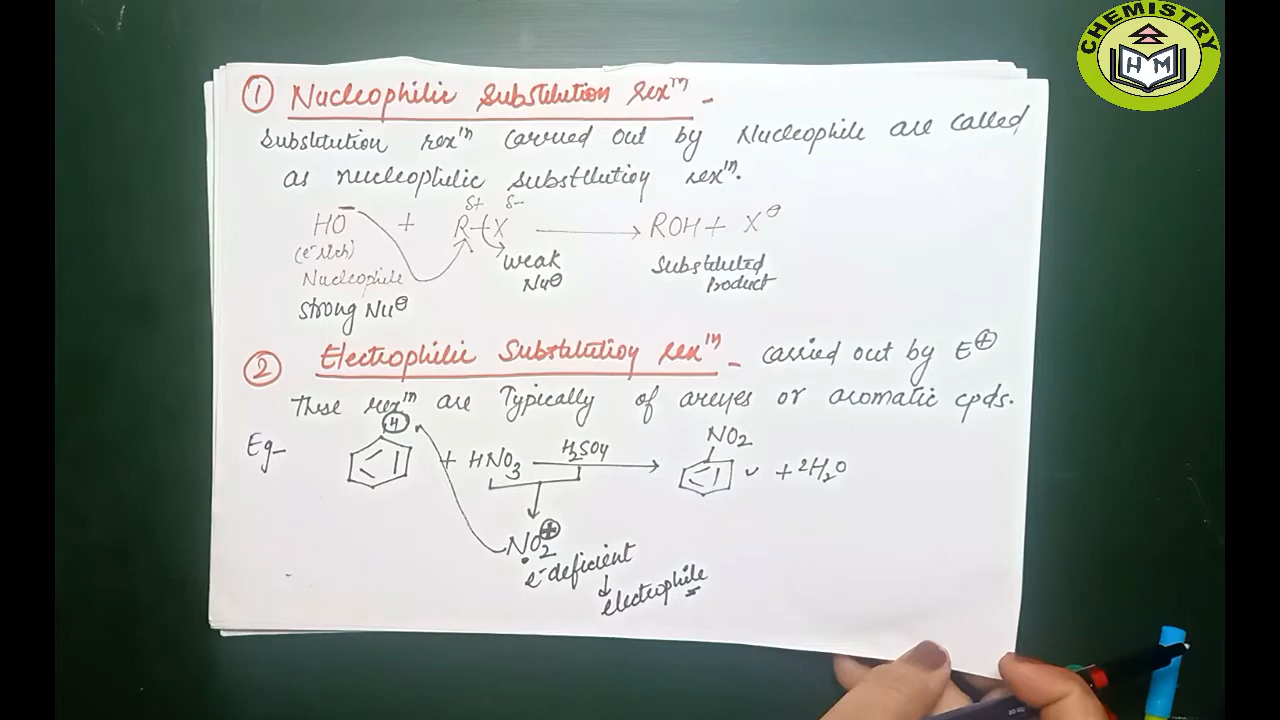 CHEMISTRY
HM
① Nucleophilic Substitution rexⁿ -
Substitution rexⁿ carried out by Nucleophile are called
as nucleophilic substitution rexⁿ.
HO⁻ + R-X → ROH + X⊖
δ+ δ-
(e⁻ rich)
Nucleophile
strong Nu⊖
weak
Nu⊖
Substituted
Product
② Electrophilic Substitution rexⁿ - carried out by E⊕
These rexⁿ are Typically of arenes or aromatic cpds.
Eg- H + HNO₃ H₂SO₄ → NO₂ + 2H₂O
NO₂⊕
e⁻deficient
↓
electrophile